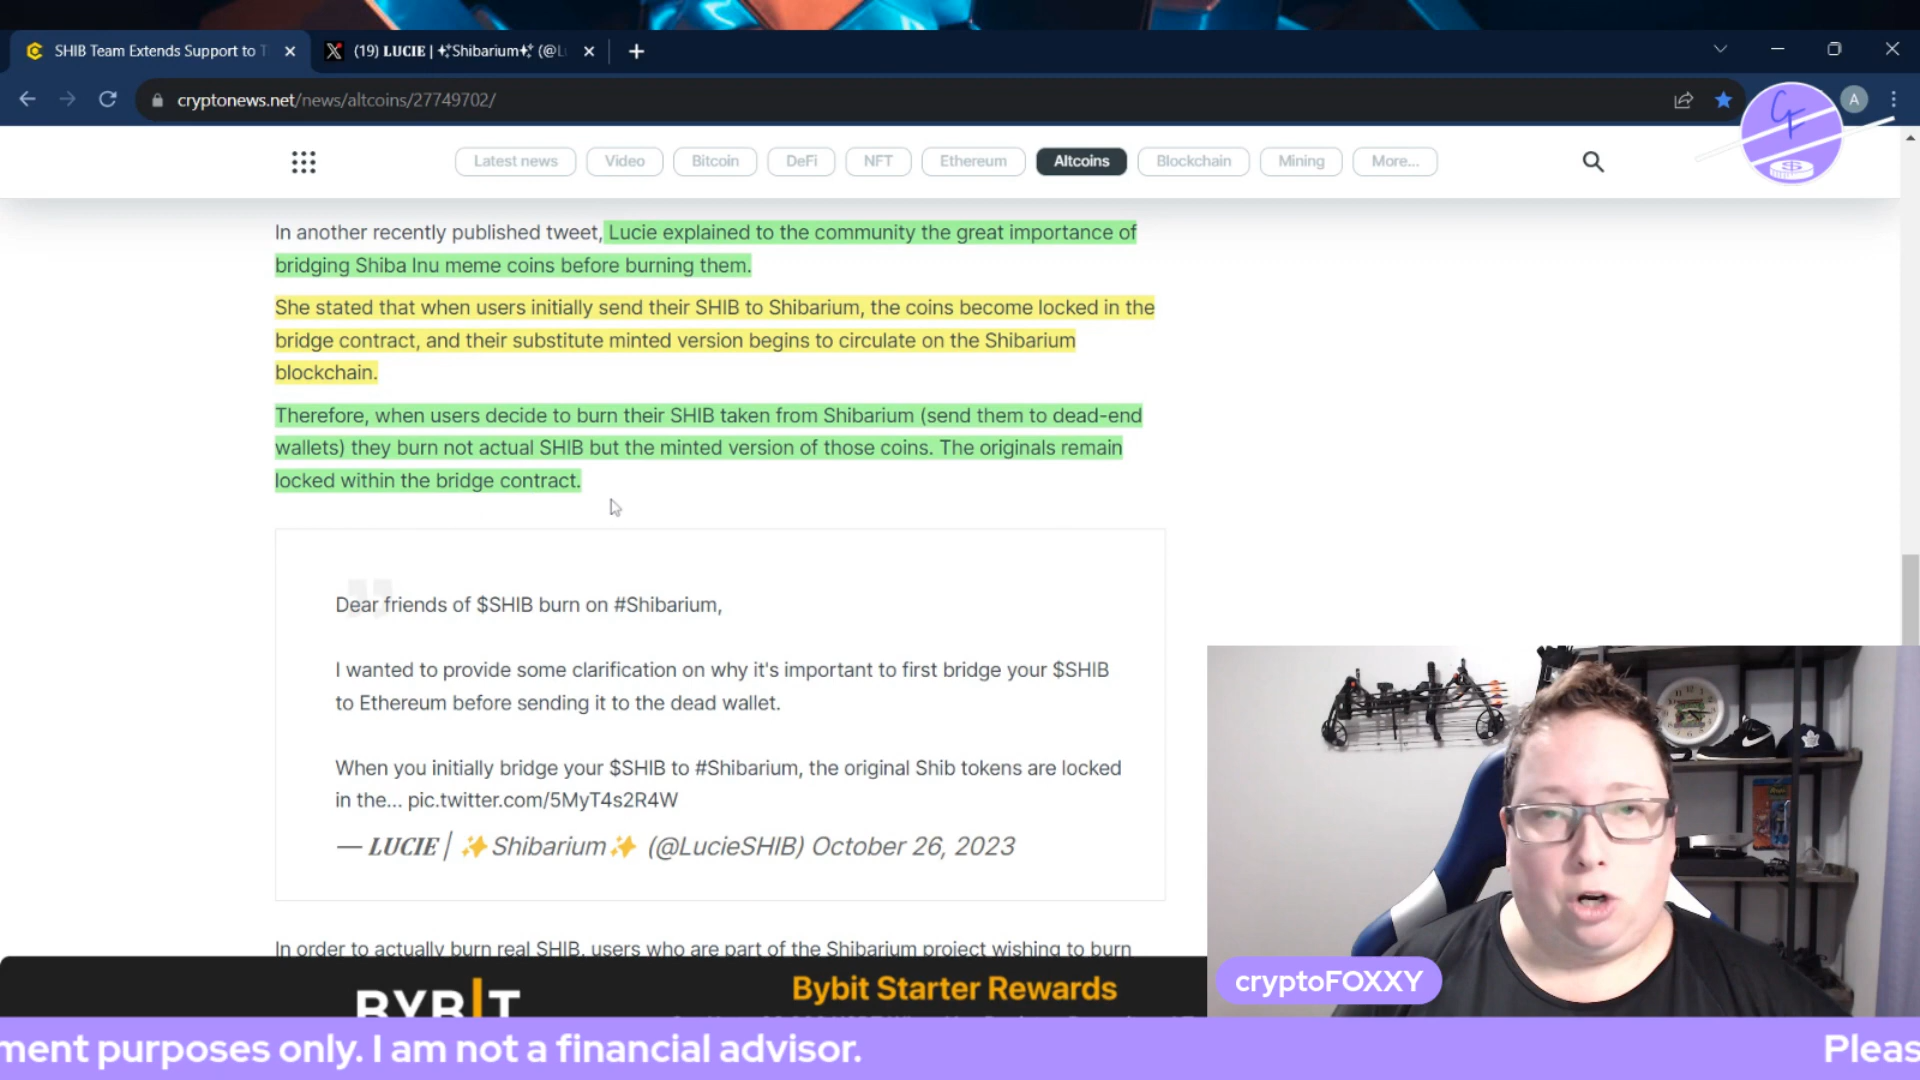 SHIB Team Extends Support to T
(19) LUCIE | ✨Shibarium✨ (@L
cryptonews.net/news/altcoins/27749702/
A
Latest news
Video
Bitcoin
DeFi
NFT
Ethereum
Altcoins
Blockchain
Mining
More...
In another recently published tweet, Lucie explained to the community the great importance of
bridging Shiba Inu meme coins before burning them.
She stated that when users initially send their SHIB to Shibarium, the coins become locked in the
bridge contract, and their substitute minted version begins to circulate on the Shibarium
blockchain.
Therefore, when users decide to burn their SHIB taken from Shibarium (send them to dead-end
wallets) they burn not actual SHIB but the minted version of those coins. The originals remain
locked within the bridge contract.
Dear friends of $SHIB burn on #Shibarium,
I wanted to provide some clarification on why it's important to first bridge your $SHIB
to Ethereum before sending it to the dead wallet.
When you initially bridge your $SHIB to #Shibarium, the original Shib tokens are locked
in the... pic.twitter.com/5MyT4s2R4W
— LUCIE | ✨Shibarium✨ (@LucieSHIB) October 26, 2023
In order to actually burn real SHIB, users who are part of the Shibarium project wishing to burn
BYBIT
Bybit Starter Rewards
cryptoFOXXY
ment purposes only. I am not a financial advisor.
Pleas